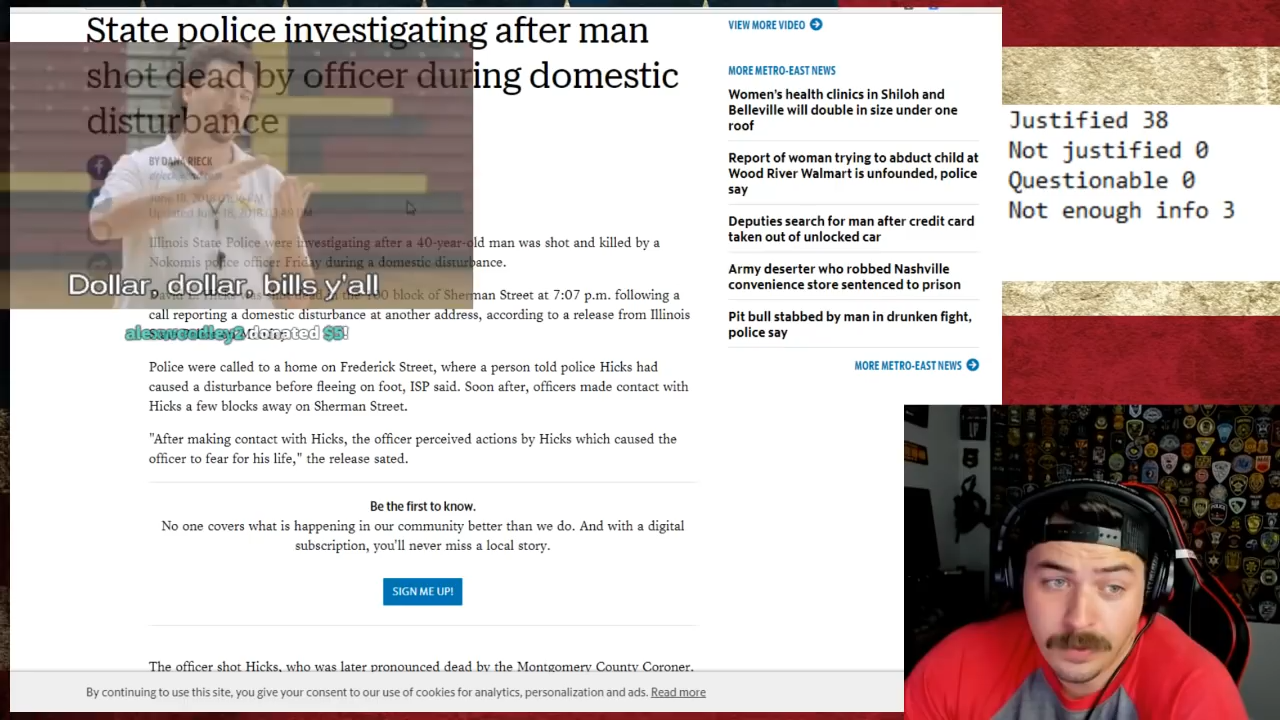 State police investigating after man
shot dead by officer during domestic
disturbance
BY DANA RIECK
Illinois State Police were investigating after a 40-year-old man was shot and killed by a
Nokomis police officer Friday during a domestic disturbance.
Dollar, dollar, bills y'all
alexwoodley2 donated $5!
David L. Hicks was shot dead in the 100 block of Sherman Street at 7:07 p.m. following a
call reporting a domestic disturbance at another address, according to a release from Illinois
Police were called to a home on Frederick Street, where a person told police Hicks had
caused a disturbance before fleeing on foot, ISP said. Soon after, officers made contact with
Hicks a few blocks away on Sherman Street.
"After making contact with Hicks, the officer perceived actions by Hicks which caused the
officer to fear for his life," the release sated.
Be the first to know.
No one covers what is happening in our community better than we do. And with a digital
subscription, you'll never miss a local story.
SIGN ME UP!
The officer shot Hicks, who was later pronounced dead by the Montgomery County Coroner.
By continuing to use this site, you give your consent to our use of cookies for analytics, personalization and ads. Read more
VIEW MORE VIDEO
MORE METRO-EAST NEWS
Women's health clinics in Shiloh and
Belleville will double in size under one
roof
Report of woman trying to abduct child at
Wood River Walmart is unfounded, police
say
Deputies search for man after credit card
taken out of unlocked car
Army deserter who robbed Nashville
convenience store sentenced to prison
Pit bull stabbed by man in drunken fight,
police say
MORE METRO-EAST NEWS
Justified 38
Not justified 0
Questionable 0
Not enough info 3